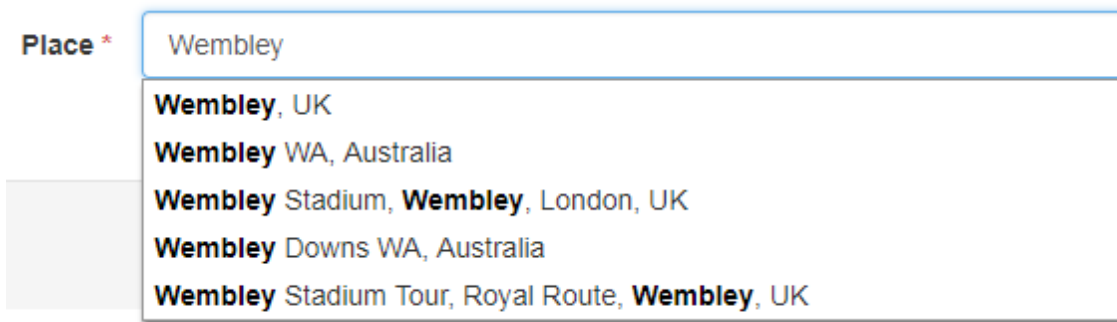 Place * Wembley
Wembley, UK
Wembley WA, Australia
Wembley Stadium, Wembley, London, UK
Wembley Downs WA, Australia
Wembley Stadium Tour, Royal Route, Wembley, UK